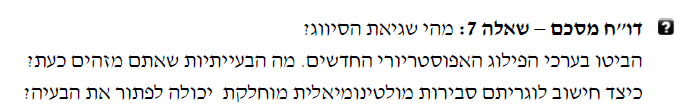 דו״ח מסכם – שאלה 7: מהי שגיאת הסיווג?
הביטו בערכי הפילוג האפוסטריורי החדשים. מה הבעייתיות שאתם מזהים כעת?
כיצד חישוב לוגריתם סבירות מולטינומיאלית מוחלקת יכולה לפתור את הבעיה?